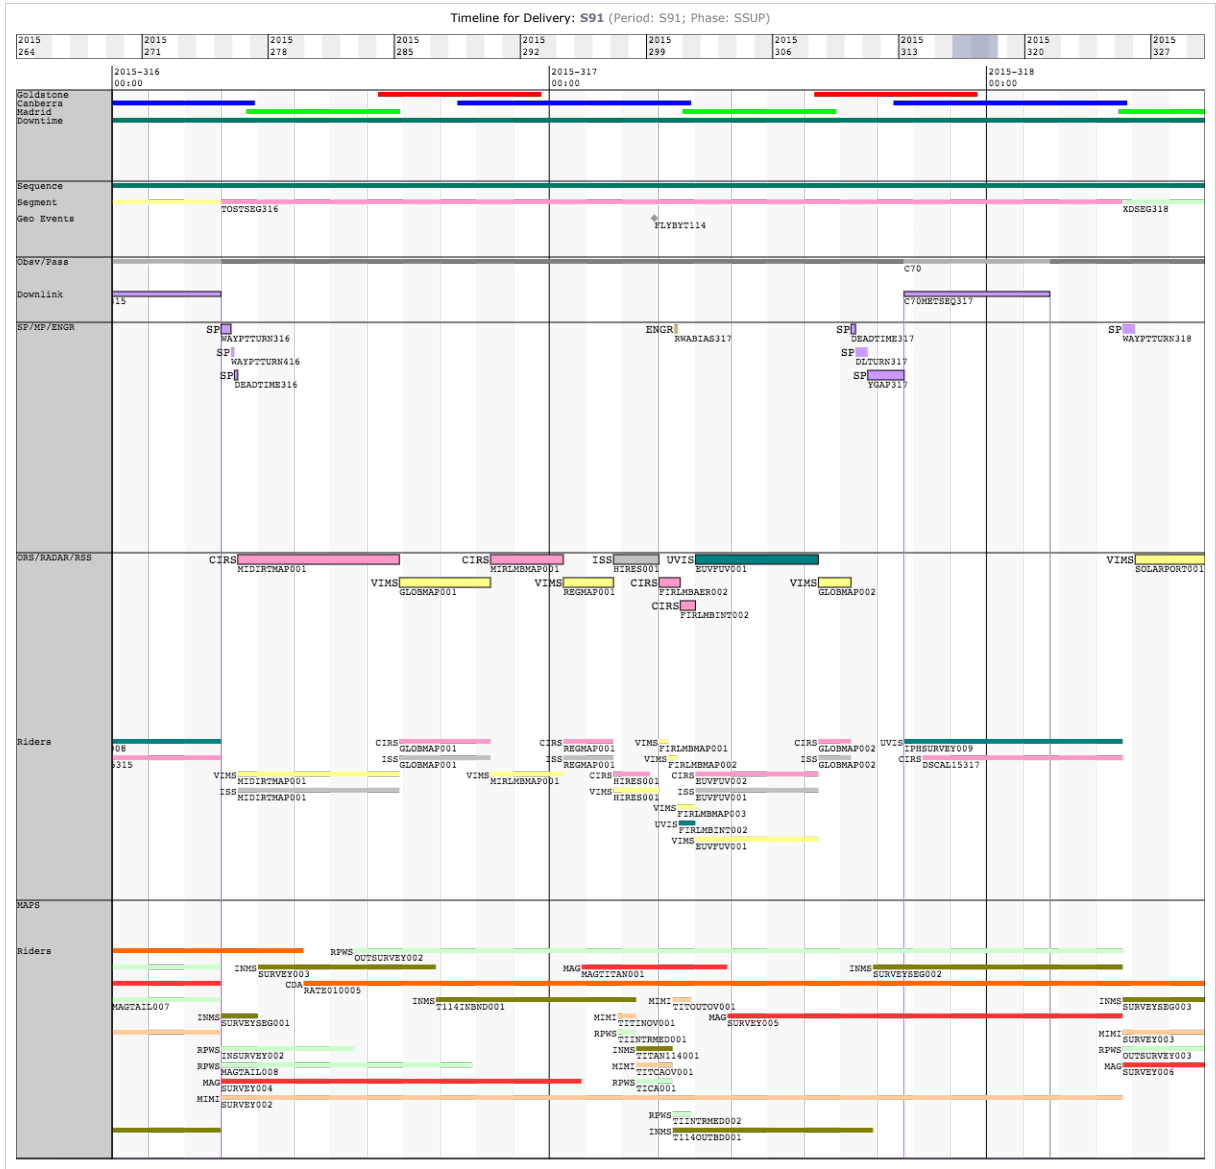 Timeline for Delivery: S91 (Period: S91; Phase: SSUP)
2015 2015 2015 2015 2015 2015 2015 2015 2015 2015
264 271 278 285 292 299 306 313 320 327
2015-316 2015-317 2015-318
00:00 00:00 00:00
Goldstone
Canberra
Madrid
Downtime
Sequence
Segment
TOSTSEG316 XDSEG318
Geo Events
FLYBYT114
Obsv/Pass
C70
Downlink
315 C70METSEQ317
SP/MP/ENGR
SP ENGR SP SP
WAYPTTURN316 RWABIAS317 DEADTIME317 WAYPTTURN318
SP SP
WAYPTTURN416 DLTURN317
SP SP
DEADTIME316 YGAP317
ORS/RADAR/RSS
CIRS CIRS ISS UVIS VIMS
MIDIRTMAP001 MIRLMBMAP001 HIRES001 EUVFUV001 SOLARPORT001
VIMS VIMS CIRS VIMS
GLOBMAP001 REGMAP001 FIRLMBAER002 GLOBMAP002
CIRS
FIRLMBINT002
Riders
CIRS CIRS VIMS CIRS UVIS
008 GLOBMAP001 REGMAP001 FIRLMBMAP001 GLOBMAP002 IPHSURVEY009
ISS ISS VIMS ISS CIRS
5315 GLOBMAP001 REGMAP001 FIRLMBMAP002 GLOBMAP002 DSCAL15317
VIMS VIMS CIRS CIRS
MIDIRTMAP001 MIRLMBMAP001 HIRES001 EUVFUV002
ISS VIMS ISS
MIDIRTMAP001 HIRES001 EUVFUV001
VIMS
FIRLMBMAP003
UVIS
FIRLMBINT002
VIMS
EUVFUV001
MAPS
Riders
RPWS
OUTSURVEY002
INMS MAG INMS
SURVEY003 MAGTITAN001 SURVEYSEG002
CDA
RATE010005
INMS MIMI INMS
MAGTAIL007 T114INBND001 TITOUTOV001 SURVEYSEG003
INMS MIMI MAG
SURVEYSEG001 TITINOV001 SURVEY005
RPWS MIMI
TIINTRMED001 SURVEY003
RPWS INMS RPWS
INSURVEY002 TITAN114001 OUTSURVEY003
RPWS MIMI MAG
MAGTAIL008 TITCAOV001 SURVEY006
MAG RPWS
SURVEY004 TICA001
MIMI
SURVEY002
RPWS
TIINTRMED002
INMS
T114OUTBD001